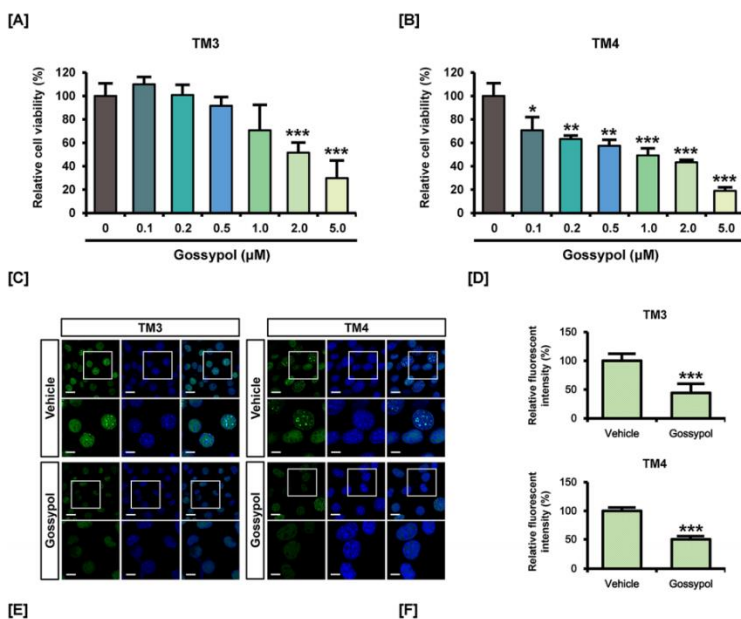 [A]
TM3
Relative cell viability (%)
120
100
80
60
40
20
0
*** ***
0 0.1 0.2 0.5 1.0 2.0 5.0
Gossypol (µM)
[B]
TM4
Relative cell viability (%)
120
100
80
60
40
20
0
* ** ** *** *** ***
0 0.1 0.2 0.5 1.0 2.0 5.0
Gossypol (µM)
[C]
TM3 TM4
Vehicle Vehicle
Gossypol Gossypol
[D]
TM3
Relative fluorescent
intensity (%)
150
100
50
0
***
Vehicle Gossypol
TM4
Relative fluorescent
intensity (%)
150
100
50
0
***
Vehicle Gossypol
[E] [F]